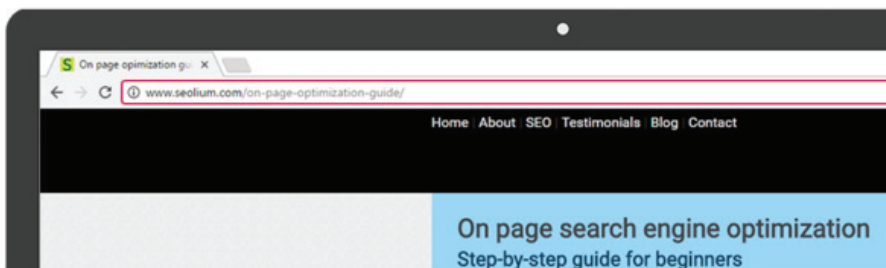 S On page opimization gui
www.seolium.com/on-page-optimization-guide/
Home About SEO Testimonials Blog Contact
On page search engine optimization
Step-by-step guide for beginners